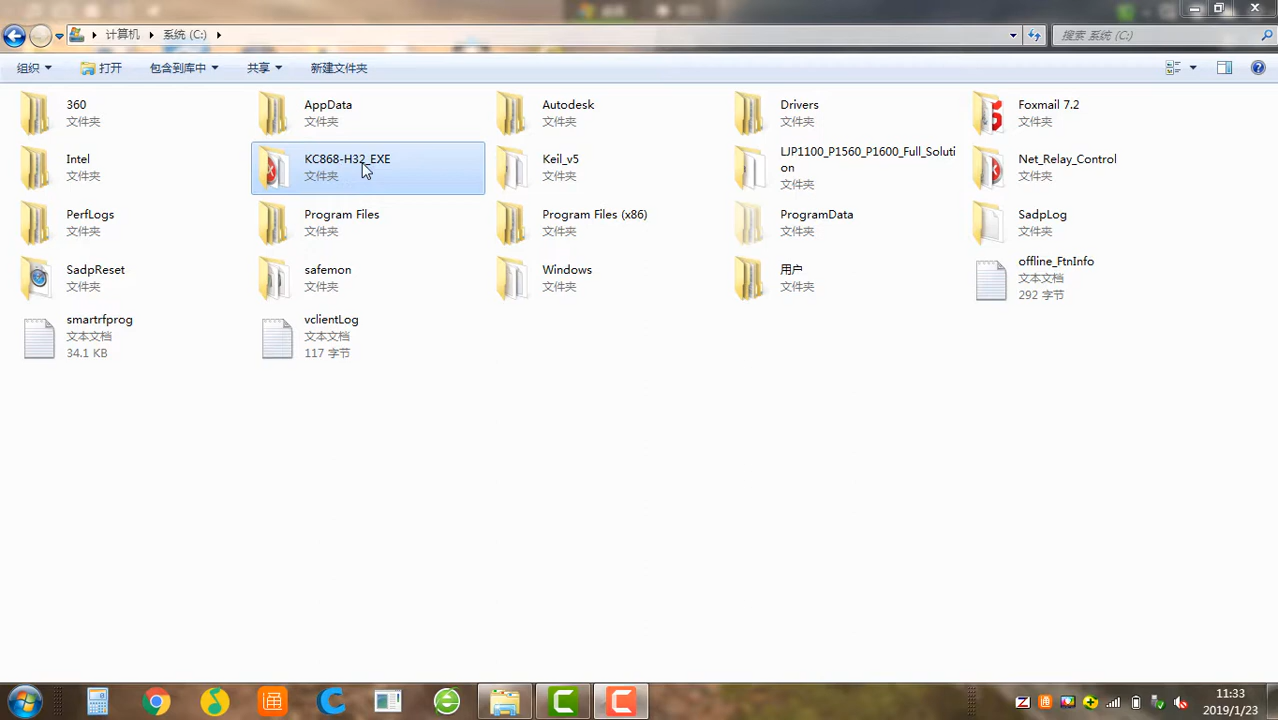 计算机 系统 (C:)
搜索 系统 (C:)
组织 打开 包含到库中 共享 新建文件夹
360
文件夹
AppData
文件夹
Autodesk
文件夹
Drivers
文件夹
Foxmail 7.2
文件夹
Intel
文件夹
KC868-H32_EXE
文件夹
Keil_v5
文件夹
LJP1100_P1560_P1600_Full_Soluti
on
文件夹
Net_Relay_Control
文件夹
PerfLogs
文件夹
Program Files
文件夹
Program Files (x86)
文件夹
ProgramData
文件夹
SadpLog
文件夹
SadpReset
文件夹
safemon
文件夹
Windows
文件夹
用户
文件夹
offline_FtnInfo
文本文档
292 字节
smartrfprog
文本文档
34.1 KB
vclientLog
文本文档
117 字节
11:33
2019/1/23